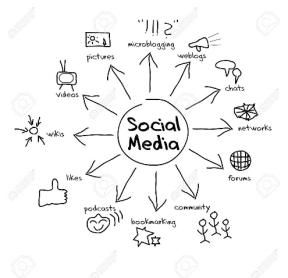 "!!! ?"
microblogging
pictures
weblogs
videos
chats
Social
Media
wikis
networks
likes
forums
podcasts
community
bookmarking